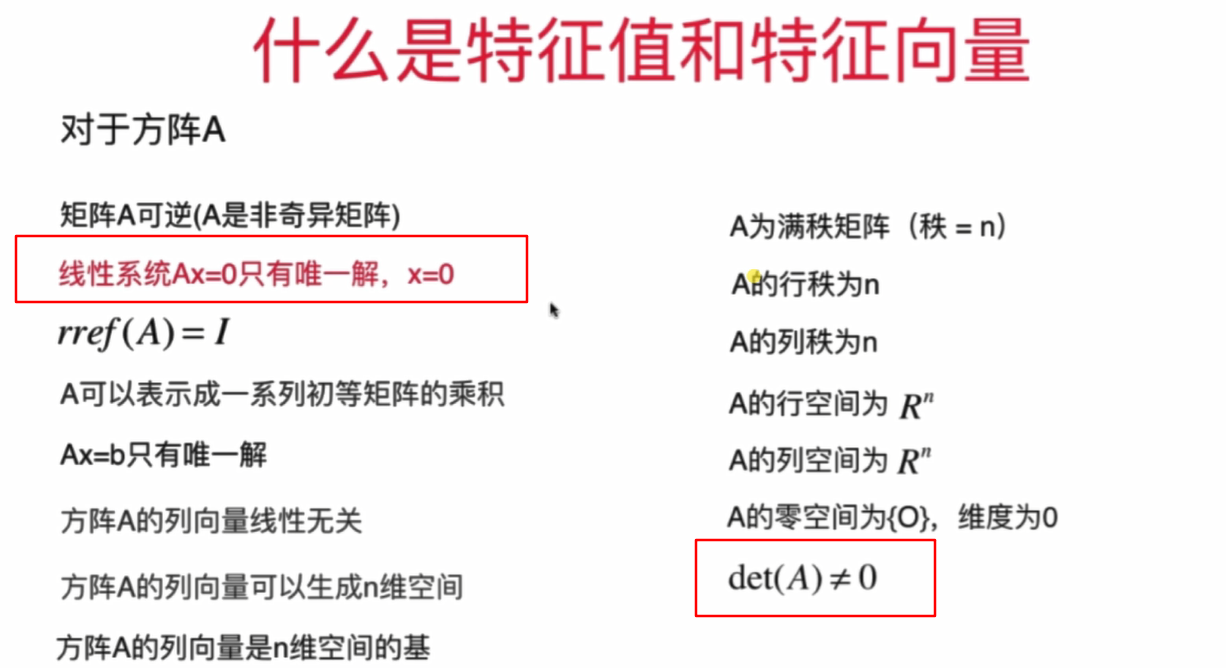 什么是特征值和特征向量
对于方阵A
矩阵A可逆(A是非奇异矩阵)
线性系统Ax=0只有唯一解，x=0
rref(A) = I
A可以表示成一系列初等矩阵的乘积
Ax=b只有唯一解
方阵A的列向量线性无关
方阵A的列向量可以生成n维空间
方阵A的列向量是n维空间的基
A为满秩矩阵（秩 = n）
A的行秩为n
A的列秩为n
A的行空间为 Rⁿ
A的列空间为 Rⁿ
A的零空间为{O}，维度为0
det(A) ≠ 0